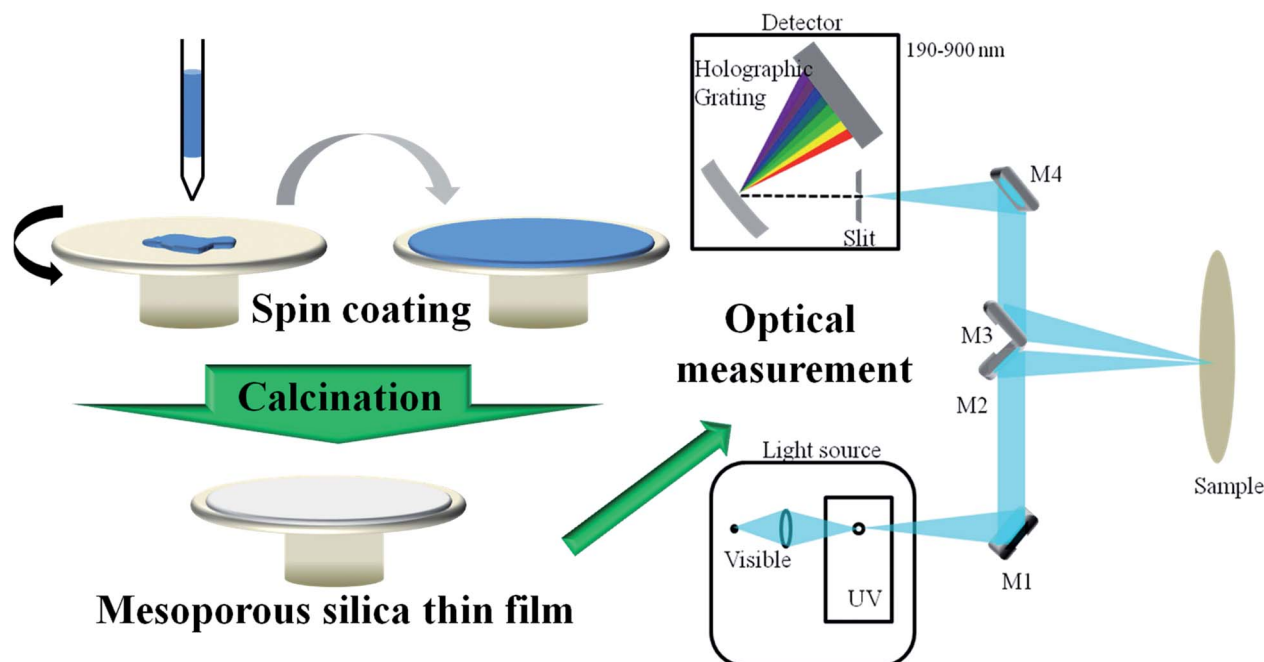 Spin coating
Calcination
Mesoporous silica thin film
Optical
measurement
Detector
190-900 nm
Holographic
Grating
Slit
M4
M3
M2
Sample
Light source
Visible
UV
M1